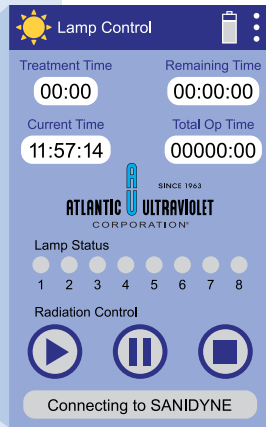 Lamp Control
Treatment Time Remaining Time
00:00 00:00:00
Current Time Total Op Time
11:57:14 00000:00
SINCE 1963
AU
ATLANTIC ULTRAVIOLET
CORPORATION®
Lamp Status
1 2 3 4 5 6 7 8
Radiation Control
Connecting to SANIDYNE